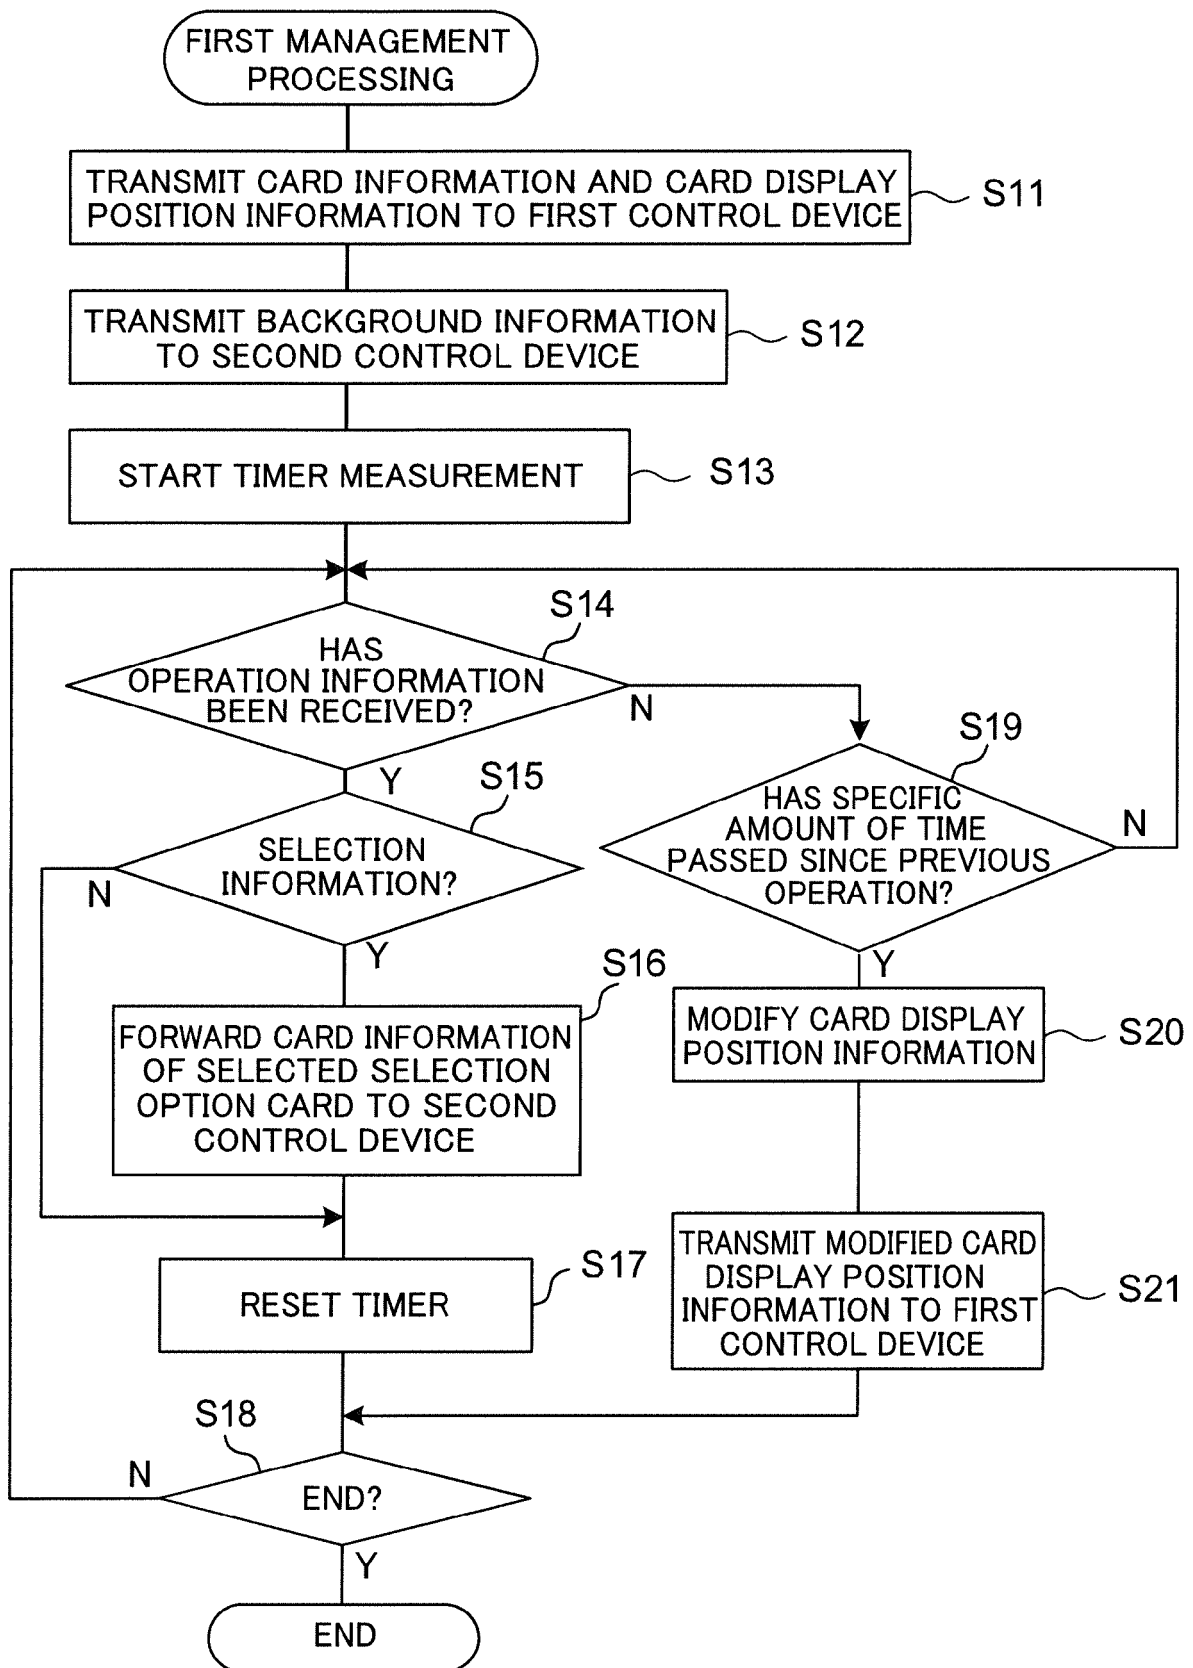 FIRST MANAGEMENT
PROCESSING
TRANSMIT CARD INFORMATION AND CARD DISPLAY
POSITION INFORMATION TO FIRST CONTROL DEVICE
S11
TRANSMIT BACKGROUND INFORMATION
TO SECOND CONTROL DEVICE
S12
START TIMER MEASUREMENT
S13
S14
HAS
OPERATION INFORMATION
BEEN RECEIVED?
N
Y
S15
SELECTION
INFORMATION?
N
Y
S16
FORWARD CARD INFORMATION
OF SELECTED SELECTION
OPTION CARD TO SECOND
CONTROL DEVICE
S17
RESET TIMER
S19
HAS SPECIFIC
AMOUNT OF TIME
PASSED SINCE PREVIOUS
OPERATION?
N
Y
MODIFY CARD DISPLAY
POSITION INFORMATION
S20
TRANSMIT MODIFIED CARD
DISPLAY POSITION
INFORMATION TO FIRST
CONTROL DEVICE
S21
S18
N
END?
Y
END